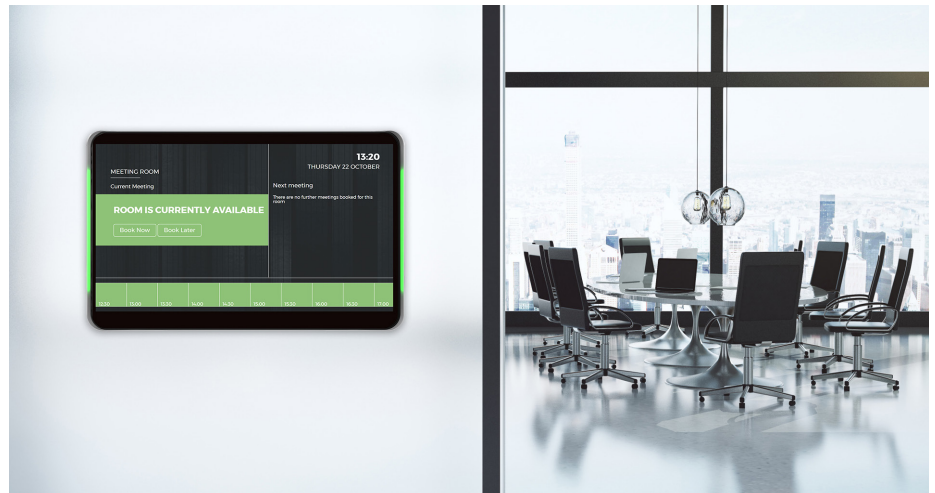 13:20
THURSDAY 22 OCTOBER
MEETING ROOM
Current Meeting
ROOM IS CURRENTLY AVAILABLE
Book Now
Book Later
Next meeting
There are no further meetings booked for this
room
12:30 13:00 13:30 14:00 14:30 15:00 15:30 16:00 16:30 17:00